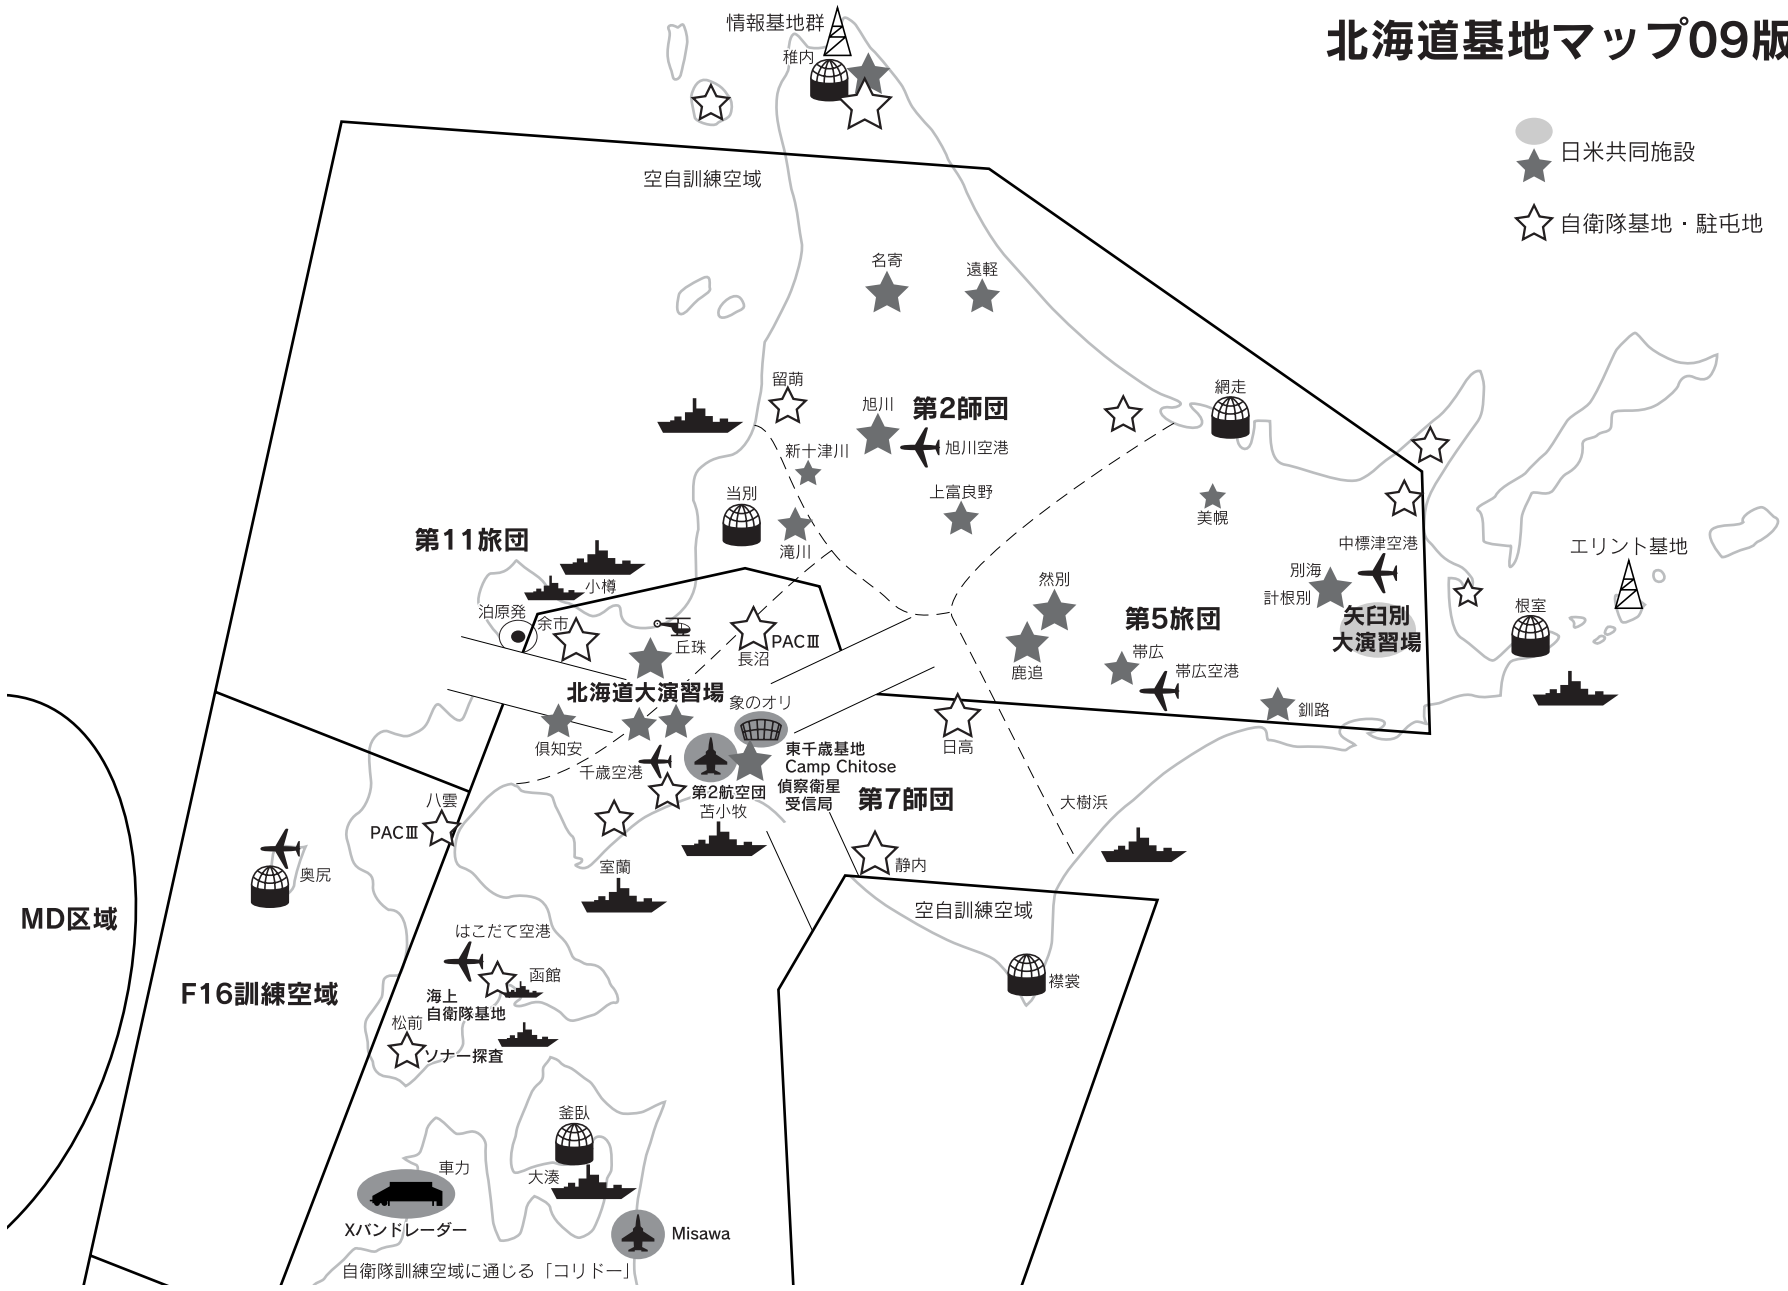 北海道基地マップ09版
情報基地群
稚内
日米共同施設
自衛隊基地・駐屯地
空自訓練空域
名寄
遠軽
留萌
旭川
第2師団
旭川空港
新十津川
網走
当別
滝川
上富良野
美幌
第11旅団
小樽
泊原発
余市
中標津空港
別海
計根別
矢臼別
大演習場
エリント基地
根室
然別
鹿追
第5旅団
帯広
帯広空港
釧路
丘珠
長沼
PACⅢ
北海道大演習場
象のオリ
倶知安
千歳空港
東千歳基地
Camp Chitose
第2航空団
偵察衛星
受信局
苫小牧
日高
第7師団
大樹浜
八雲
PACⅢ
奥尻
室蘭
静内
空自訓練空域
MD区域
F16訓練空域
はこだて空港
函館
海上
自衛隊基地
松前
ソナー探査
襟裳
釜臥
大湊
車力
Xバンドレーダー
Misawa
自衛隊訓練空域に通じる「コリドー」